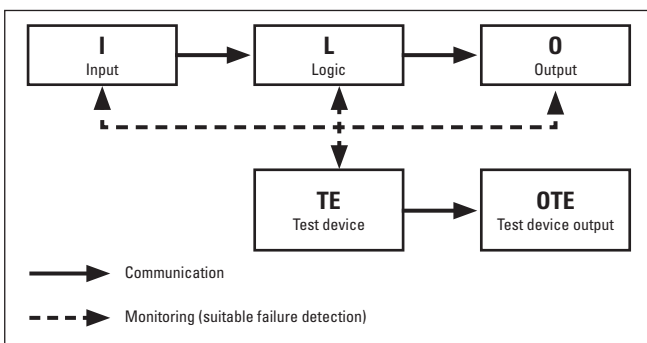 I
Input
L
Logic
O
Output
TE
Test device
OTE
Test device output
Communication
Monitoring (suitable failure detection)